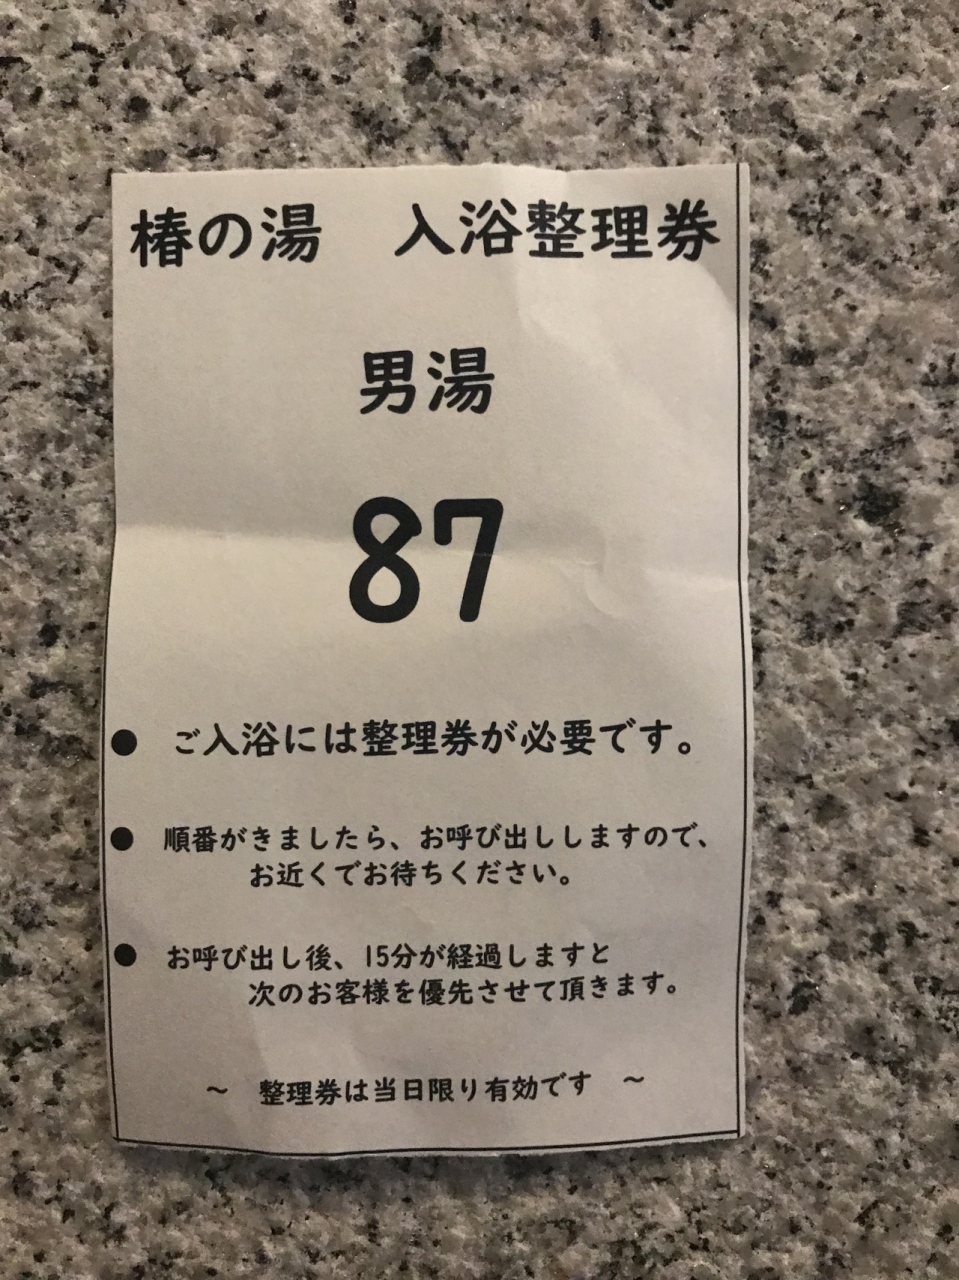 椿の湯　入浴整理券
男湯
87
● ご入浴には整理券が必要です。
● 順番がきましたら、お呼び出ししますので、
お近くでお待ちください。
● お呼び出し後、15分が経過しますと
次のお客様を優先させて頂きます。
～　整理券は当日限り有効です　～